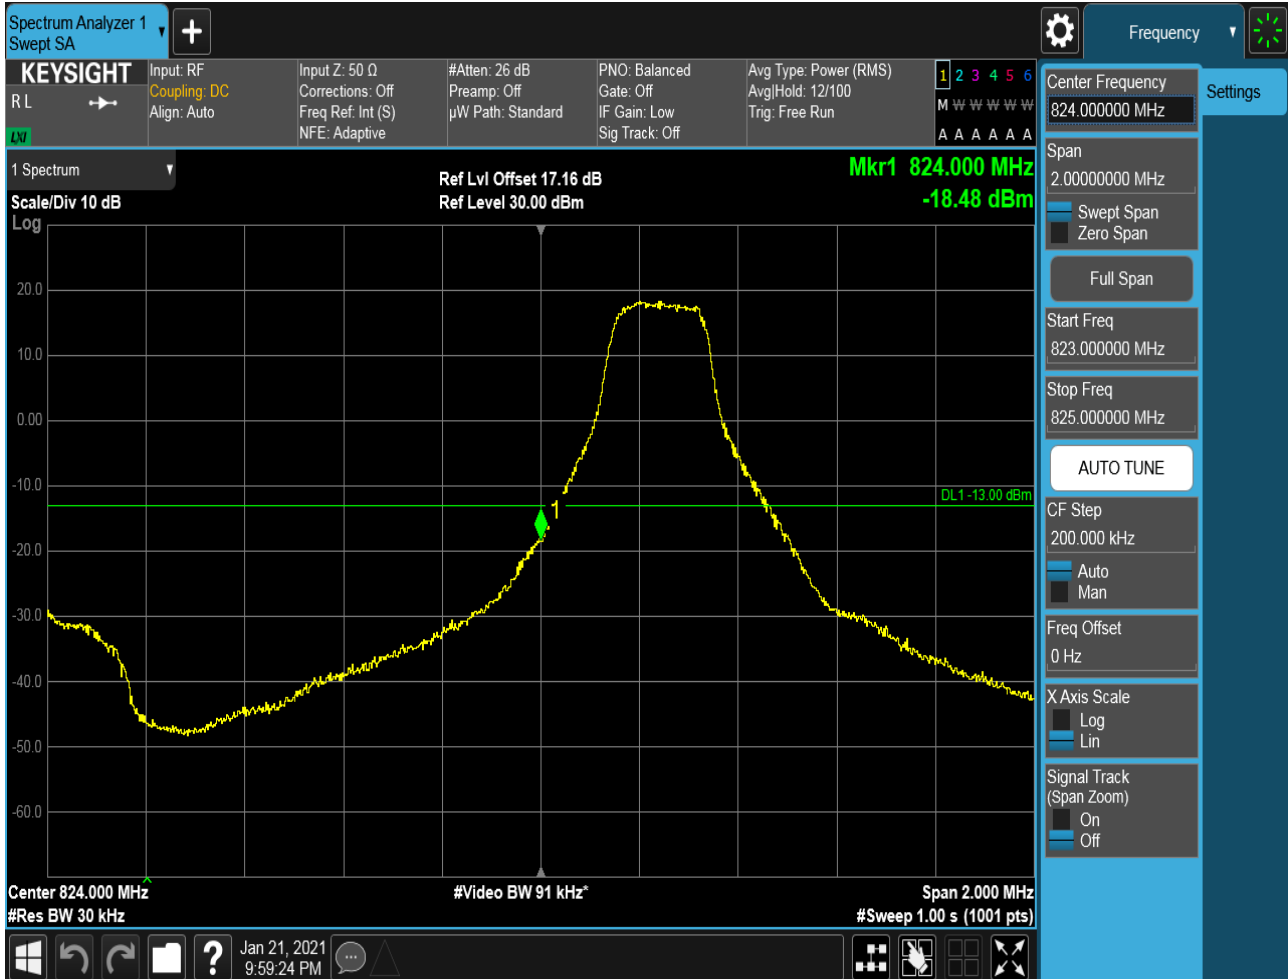 Spectrum Analyzer 1
Swept SA
+
Frequency
KEYSIGHT
R L
LXI
Input: RF
Coupling: DC
Align: Auto
Input Z: 50 Ω
Corrections: Off
Freq Ref: Int (S)
NFE: Adaptive
#Atten: 26 dB
Preamp: Off
µW Path: Standard
PNO: Balanced
Gate: Off
IF Gain: Low
Sig Track: Off
Avg Type: Power (RMS)
Avg|Hold: 12/100
Trig: Free Run
1 2 3 4 5 6
M W W W W W
A A A A A A
1 Spectrum
Scale/Div 10 dB
Log
Ref Lvl Offset 17.16 dB
Ref Level 30.00 dBm
Mkr1 824.000 MHz
-18.48 dBm
20.0
10.0
0.00
-10.0
-20.0
-30.0
-40.0
-50.0
-60.0
DL1 -13.00 dBm
1
Center 824.000 MHz
#Res BW 30 kHz
#Video BW 91 kHz*
Span 2.000 MHz
#Sweep 1.00 s (1001 pts)
Center Frequency
824.000000 MHz
Settings
Span
2.00000000 MHz
Swept Span
Zero Span
Full Span
Start Freq
823.000000 MHz
Stop Freq
825.000000 MHz
AUTO TUNE
CF Step
200.000 kHz
Auto
Man
Freq Offset
0 Hz
X Axis Scale
Log
Lin
Signal Track
(Span Zoom)
On
Off
?
Jan 21, 2021
9:59:24 PM